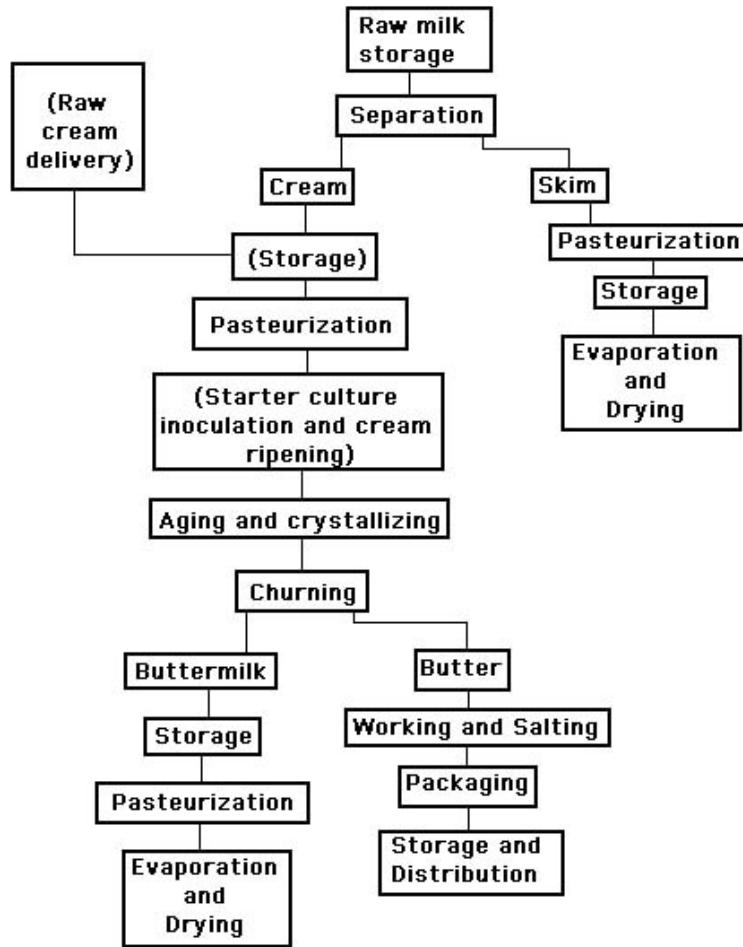 Raw milk
storage
Separation
(Raw
cream
delivery)
Cream
Skim
(Storage)
Pasteurization
Storage
Evaporation
and
Drying
Pasteurization
(Starter culture
inoculation and cream
ripening)
Aging and crystallizing
Churning
Buttermilk
Storage
Pasteurization
Evaporation
and
Drying
Butter
Working and Salting
Packaging
Storage and
Distribution